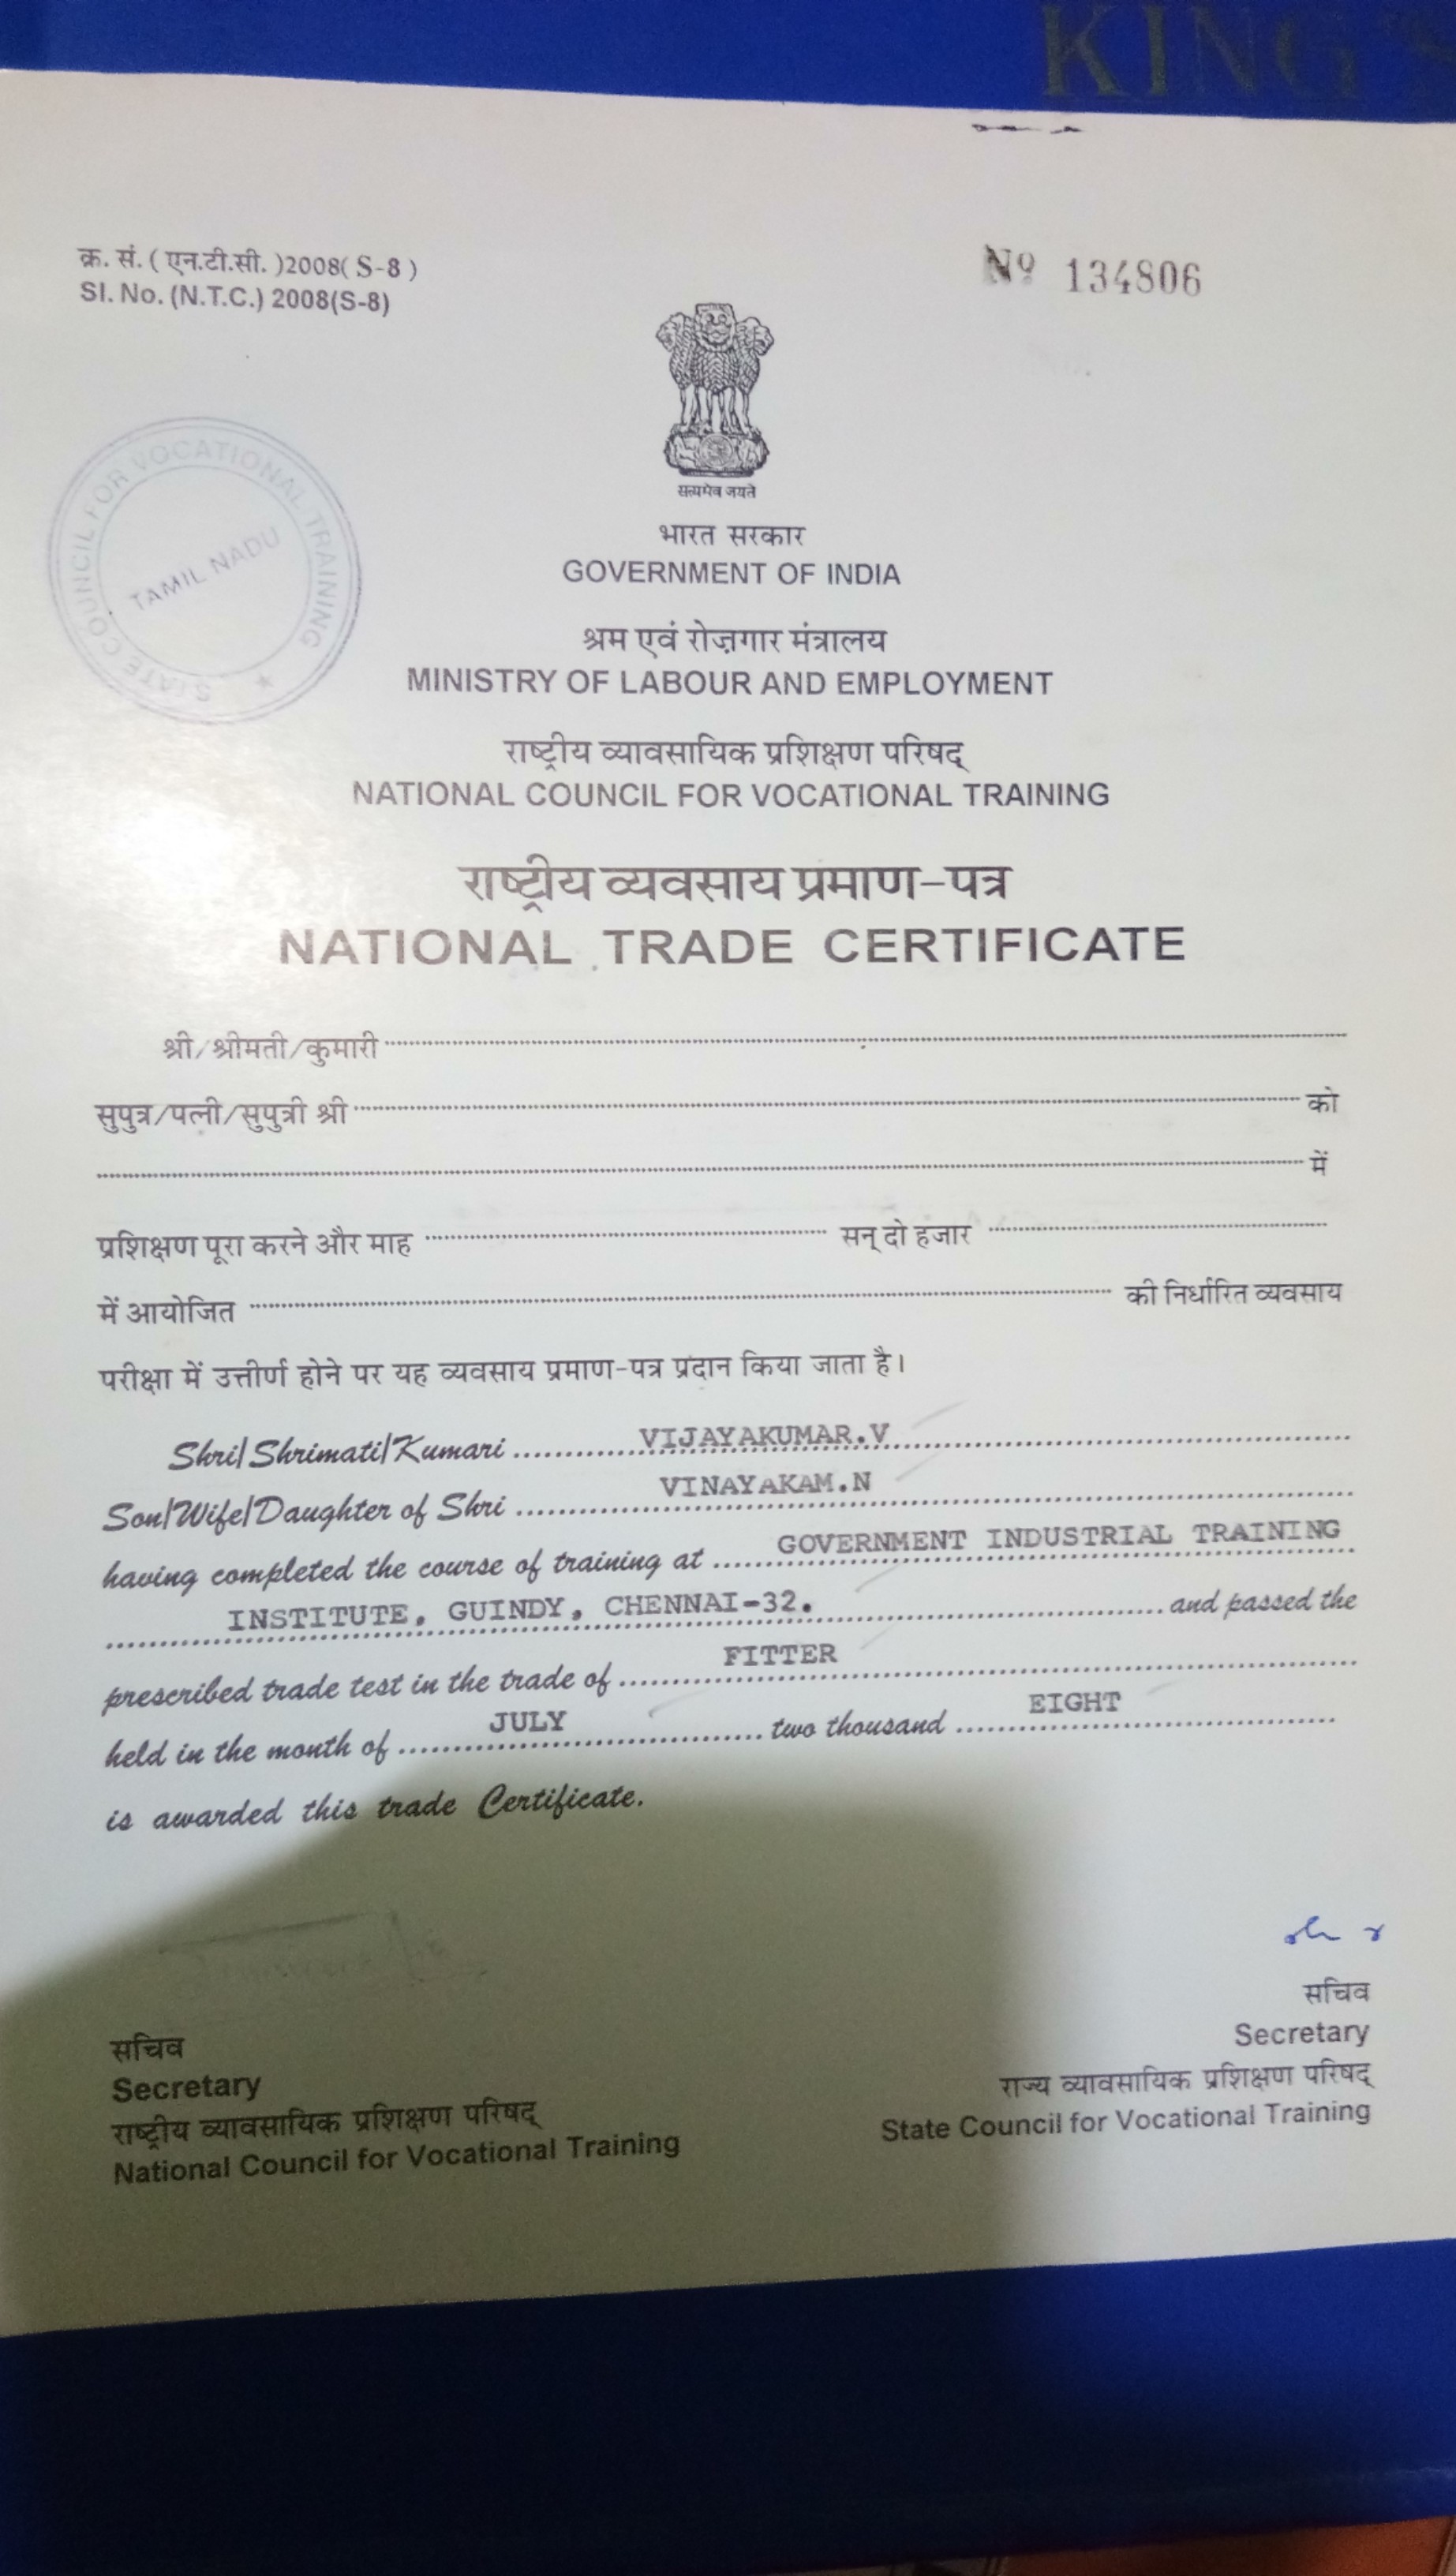 KING'S
क्र. सं. ( एन.टी.सी. )2008( S-8 )
SI. No. (N.T.C.) 2008(S-8)
Nº 134806
STATE COUNCIL FOR VOCATIONAL TRAINING
TAMIL NADU
सत्यमेव जयते
भारत सरकार
GOVERNMENT OF INDIA
श्रम एवं रोज़गार मंत्रालय
MINISTRY OF LABOUR AND EMPLOYMENT
राष्ट्रीय व्यावसायिक प्रशिक्षण परिषद्
NATIONAL COUNCIL FOR VOCATIONAL TRAINING
राष्ट्रीय व्यवसाय प्रमाण-पत्र
NATIONAL TRADE CERTIFICATE
श्री/श्रीमती/कुमारी
सुपुत्र/पत्नी/सुपुत्री श्री को
में
प्रशिक्षण पूरा करने और माह सन् दो हजार
में आयोजित की निर्धारित व्यवसाय
परीक्षा में उत्तीर्ण होने पर यह व्यवसाय प्रमाण-पत्र प्रदान किया जाता है।
Shri/Shrimati/Kumari VIJAYAKUMAR.V
Son/Wife/Daughter of Shri VINAYAKAM.N
having completed the course of training at GOVERNMENT INDUSTRIAL TRAINING
INSTITUTE, GUINDY, CHENNAI-32. and passed the
prescribed trade test in the trade of FITTER
held in the month of JULY two thousand EIGHT
is awarded this trade Certificate.
सचिव
Secretary
राष्ट्रीय व्यावसायिक प्रशिक्षण परिषद्
National Council for Vocational Training
सचिव
Secretary
राज्य व्यावसायिक प्रशिक्षण परिषद्
State Council for Vocational Training